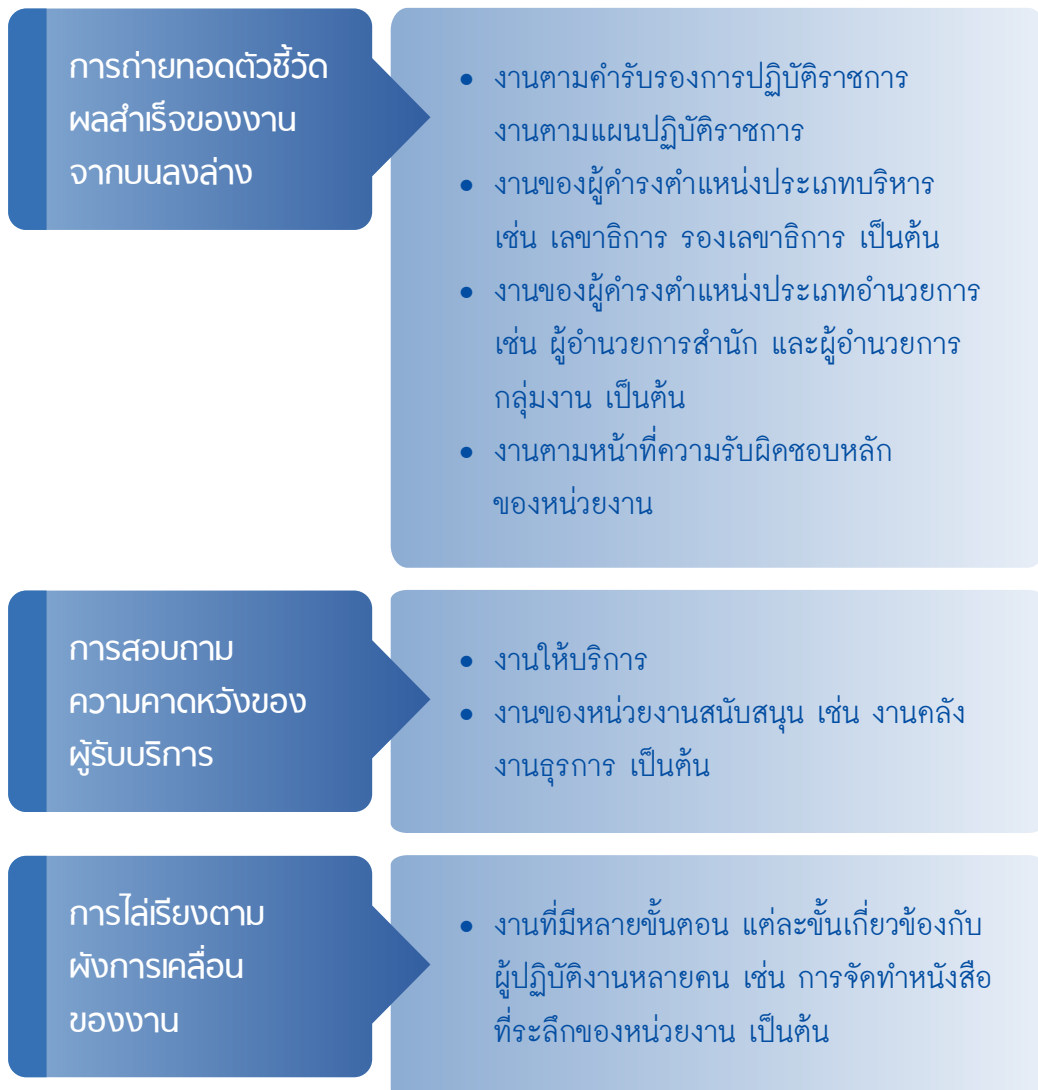 การถ่ายทอดตัวชี้วัด
ผลสำเร็จของงาน
จากบนลงล่าง
• งานตามคำรับรองการปฏิบัติราชการ
งานตามแผนปฏิบัติราชการ
• งานของผู้ดำรงตำแหน่งประเภทบริหาร
เช่น เลขาธิการ รองเลขาธิการ เป็นต้น
• งานของผู้ดำรงตำแหน่งประเภทอำนวยการ
เช่น ผู้อำนวยการสำนัก และผู้อำนวยการ
กลุ่มงาน เป็นต้น
• งานตามหน้าที่ความรับผิดชอบหลัก
ของหน่วยงาน
การสอบถาม
ความคาดหวังของ
ผู้รับบริการ
• งานให้บริการ
• งานของหน่วยงานสนับสนุน เช่น งานคลัง
งานธุรการ เป็นต้น
การไล่เรียงตาม
ผังการเคลื่อน
ของงาน
• งานที่มีหลายขั้นตอน แต่ละขั้นเกี่ยวข้องกับ
ผู้ปฏิบัติงานหลายคน เช่น การจัดทำหนังสือ
ที่ระลึกของหน่วยงาน เป็นต้น